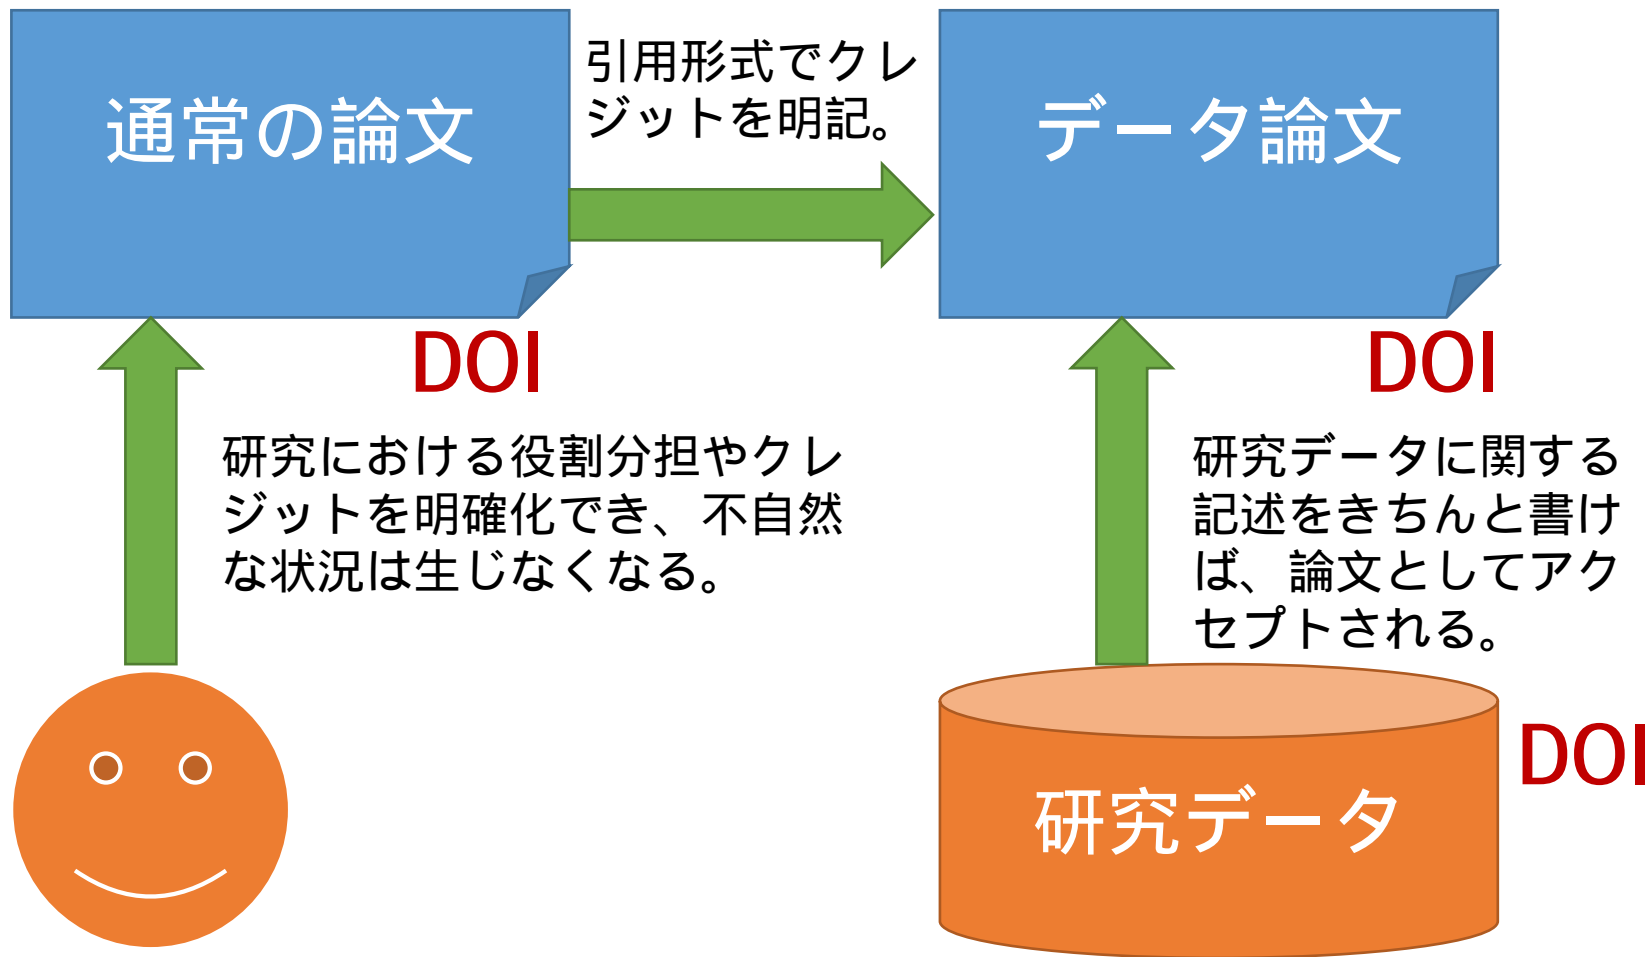 通常の論文
引用形式でクレ
ジットを明記。
データ論文
DOI
DOI
研究における役割分担やクレ
ジットを明確化でき、不自然
な状況は生じなくなる。
研究データに関する
記述をきちんと書け
ば、論文としてアク
セプトされる。
研究データ
DOI